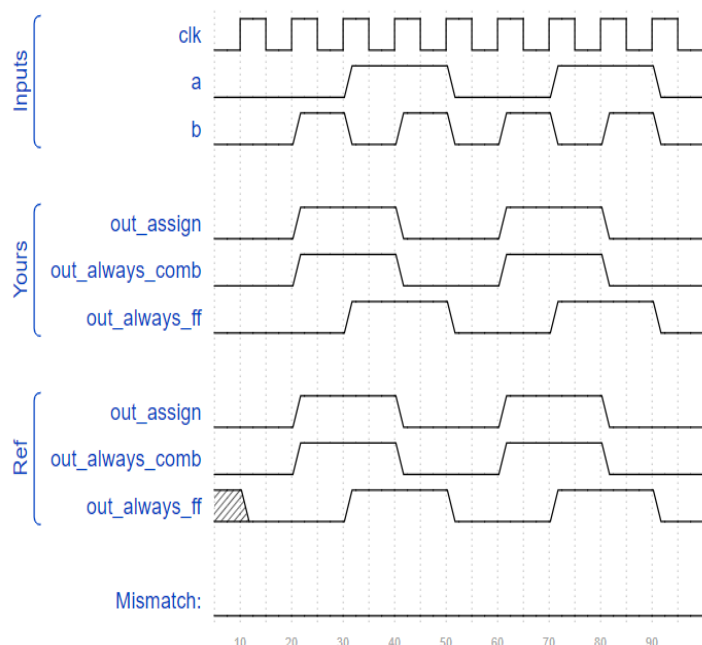 Inputs
clk
a
b
Yours
out_assign
out_always_comb
out_always_ff
Ref
out_assign
out_always_comb
out_always_ff
Mismatch:
10 20 30 40 50 60 70 80 90